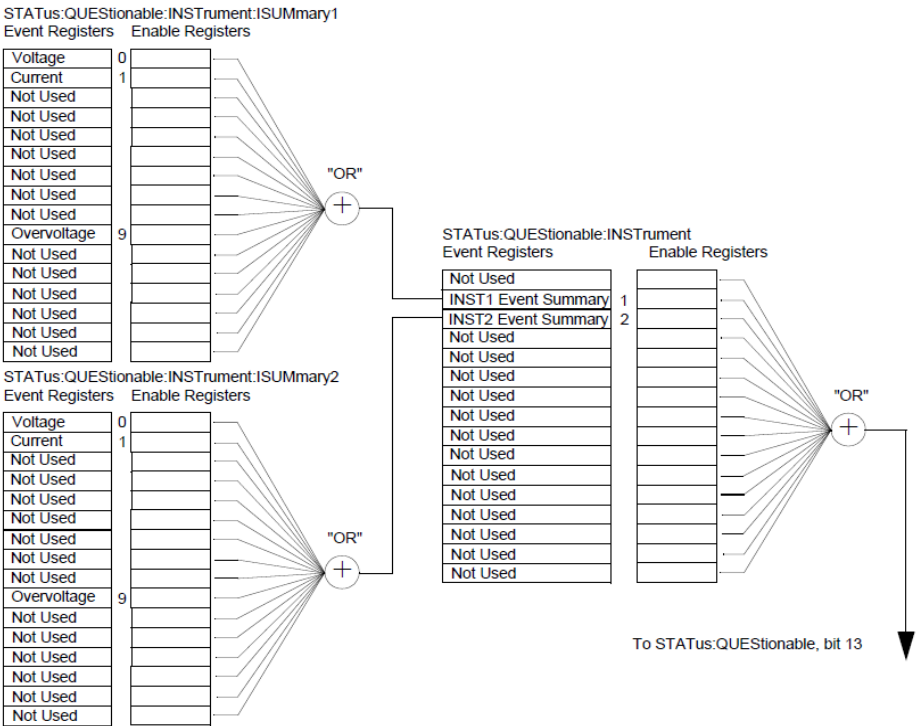 STATus:QUEStionable:INSTrument:ISUMmary1
Event Registers Enable Registers
Voltage 0
Current 1
Not Used
Not Used
Not Used
Not Used
Not Used
Not Used
Not Used
Overvoltage 9
Not Used
Not Used
Not Used
Not Used
Not Used
Not Used
"OR"
+
STATus:QUEStionable:INSTrument:ISUMmary2
Event Registers Enable Registers
Voltage 0
Current 1
Not Used
Not Used
Not Used
Not Used
Not Used
Not Used
Not Used
Overvoltage 9
Not Used
Not Used
Not Used
Not Used
Not Used
Not Used
"OR"
+
STATus:QUEStionable:INSTrument
Event Registers Enable Registers
Not Used
INST1 Event Summary 1
INST2 Event Summary 2
Not Used
Not Used
Not Used
Not Used
Not Used
Not Used
Not Used
Not Used
Not Used
Not Used
Not Used
Not Used
Not Used
"OR"
+
To STATus:QUEStionable, bit 13